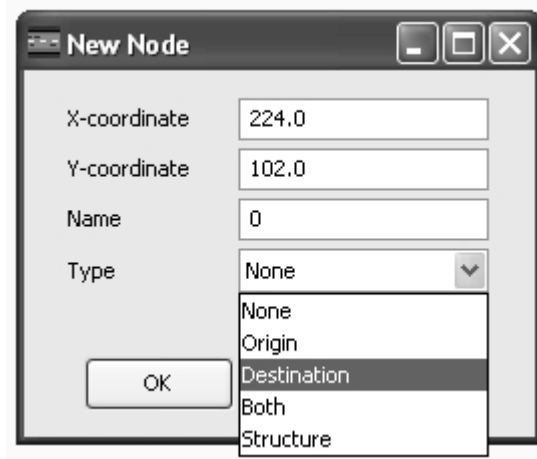 New Node
X-coordinate 224.0
Y-coordinate 102.0
Name 0
Type None
None
Origin
Destination
Both
Structure
OK